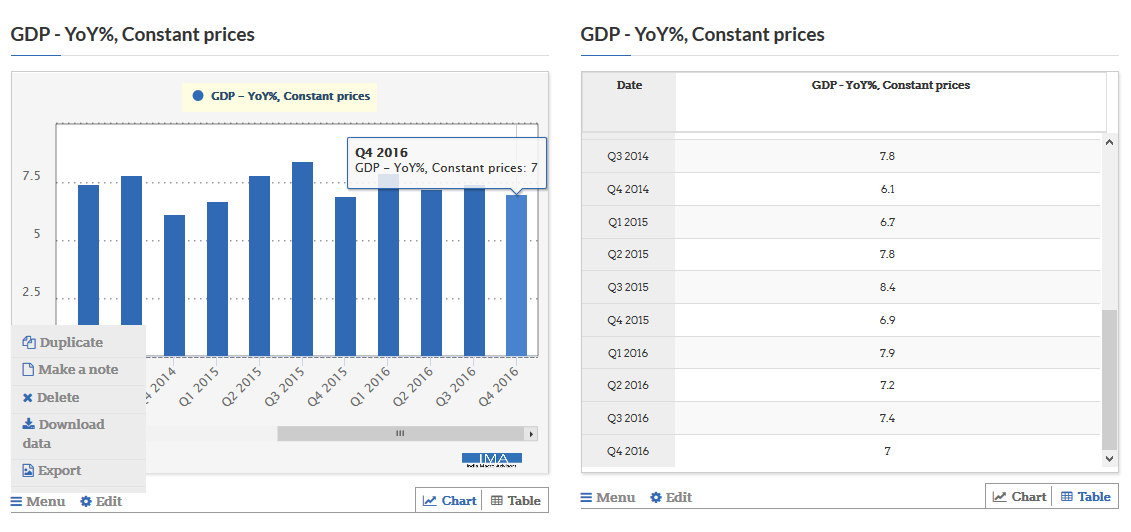 GDP - YoY%, Constant prices
GDP – YoY%, Constant prices
Q4 2016
GDP – YoY%, Constant prices: 7
7.5
5
2.5
Q1 2015
Q2 2015
Q3 2015
Q4 2015
Q1 2016
Q2 2016
Q3 2016
Q4 2016
Duplicate
Make a note
Delete
Download
data
Export
IMA
India Macro Advisors
Menu
Edit
Chart
Table
GDP - YoY%, Constant prices
Date GDP - YoY%, Constant prices
Q3 2014 7.8
Q4 2014 6.1
Q1 2015 6.7
Q2 2015 7.8
Q3 2015 8.4
Q4 2015 6.9
Q1 2016 7.9
Q2 2016 7.2
Q3 2016 7.4
Q4 2016 7
Menu
Edit
Chart
Table